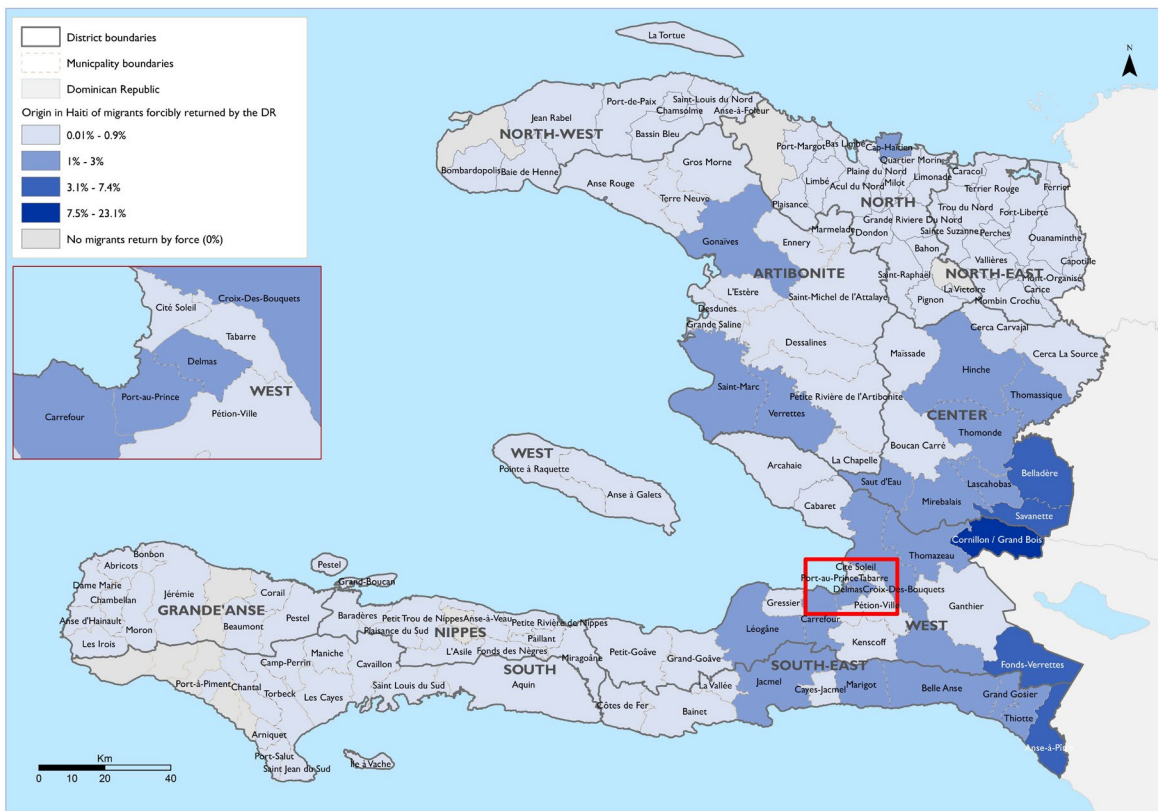 District boundaries
Municpality boundaries
Dominican Republic
Origin in Haiti of migrants forcibly returned by the DR
0.01% - 0.9%
1% - 3%
3.1% - 7.4%
7.5% - 23.1%
No migrants return by force (0%)
N
Croix-Des-Bouquets
Cité Soleil
Tabarre
Delmas
WEST
Port-au-Prince
Pétion-Ville
Carrefour
La Tortue
Port-de-Paix
Saint-Louis du Nord
Chamsolme
Anse-à-Foleur
Jean Rabel
NORTH-WEST
Bassin Bleu
Bombardopolis
Baie de Henne
Gros Morne
Anse Rouge
Terre Neuve
Port-Margot
Bas Limbé
Cap-Haïtien
Quartier Morin
Caracol
Plaine du Nord
Limonade
Limbé
Acul du Nord
Milot
Terrier Rouge
Ferrier
Plaisance
NORTH
Trou du Nord
Fort-Liberté
Grande Riviere Du Nord
Sainte Suzanne
Perches
Ouanaminthe
Marmelade
Dondon
Bahon
Vallières
Capotille
Gonaïves
Ennery
ARTIBONITE
Saint-Raphaël
NORTH-EAST
Mont-Organisé
La Victoire
Carice
Pignon
Mombin Crochu
L'Estère
Saint-Michel de l'Attalaye
Desdunes
Grande Saline
Cerca Carvajal
Dessalines
Maïssade
Cerca La Source
Hinche
Saint-Marc
Petite Rivière de l'Artibonite
Thomassique
Verrettes
CENTER
Thomonde
Boucan Carré
La Chapelle
WEST
Pointe à Raquette
Arcahaie
Saut d'Eau
Lascahobas
Belladère
Anse à Galets
Cabaret
Mirebalais
Savanette
Cornillon / Grand Bois
Thomazeau
Cité Soleil
Port-au-Prince
Tabarre
Delmas
Croix-Des-Bouquets
Gressier
Pétion-Ville
Ganthier
Léogâne
Carrefour
WEST
Kenscoff
Fonds-Verrettes
SOUTH-EAST
Jacmel
Cayes-Jacmel
Marigot
Belle Anse
Grand Gosier
Thiotte
Bonbon
Abricots
Pestel
Grand-Boucan
Dame Marie
Chambellan
Jérémie
Corail
GRANDE'ANSE
Anse d'Hainault
Beaumont
Pestel
Baradères
Petit Trou de Nippes
Anse-à-Veau
Petite Rivière de Nippes
Moron
Plaisance du Sud
NIPPES
Paillant
Les Irois
L'Asile
Fonds des Nègres
Miragoâne
Petit-Goâve
Grand-Goâve
Maniche
Camp-Perrin
Cavaillon
SOUTH
Port-à-Piment
Chantal
Torbeck
Les Cayes
Saint Louis du Sud
Aquin
La Vallée
Côtes de Fer
Bainet
Arniquet
Port-Salut
Saint Jean du Sud
Ile à Vache
Km
0 10 20 40